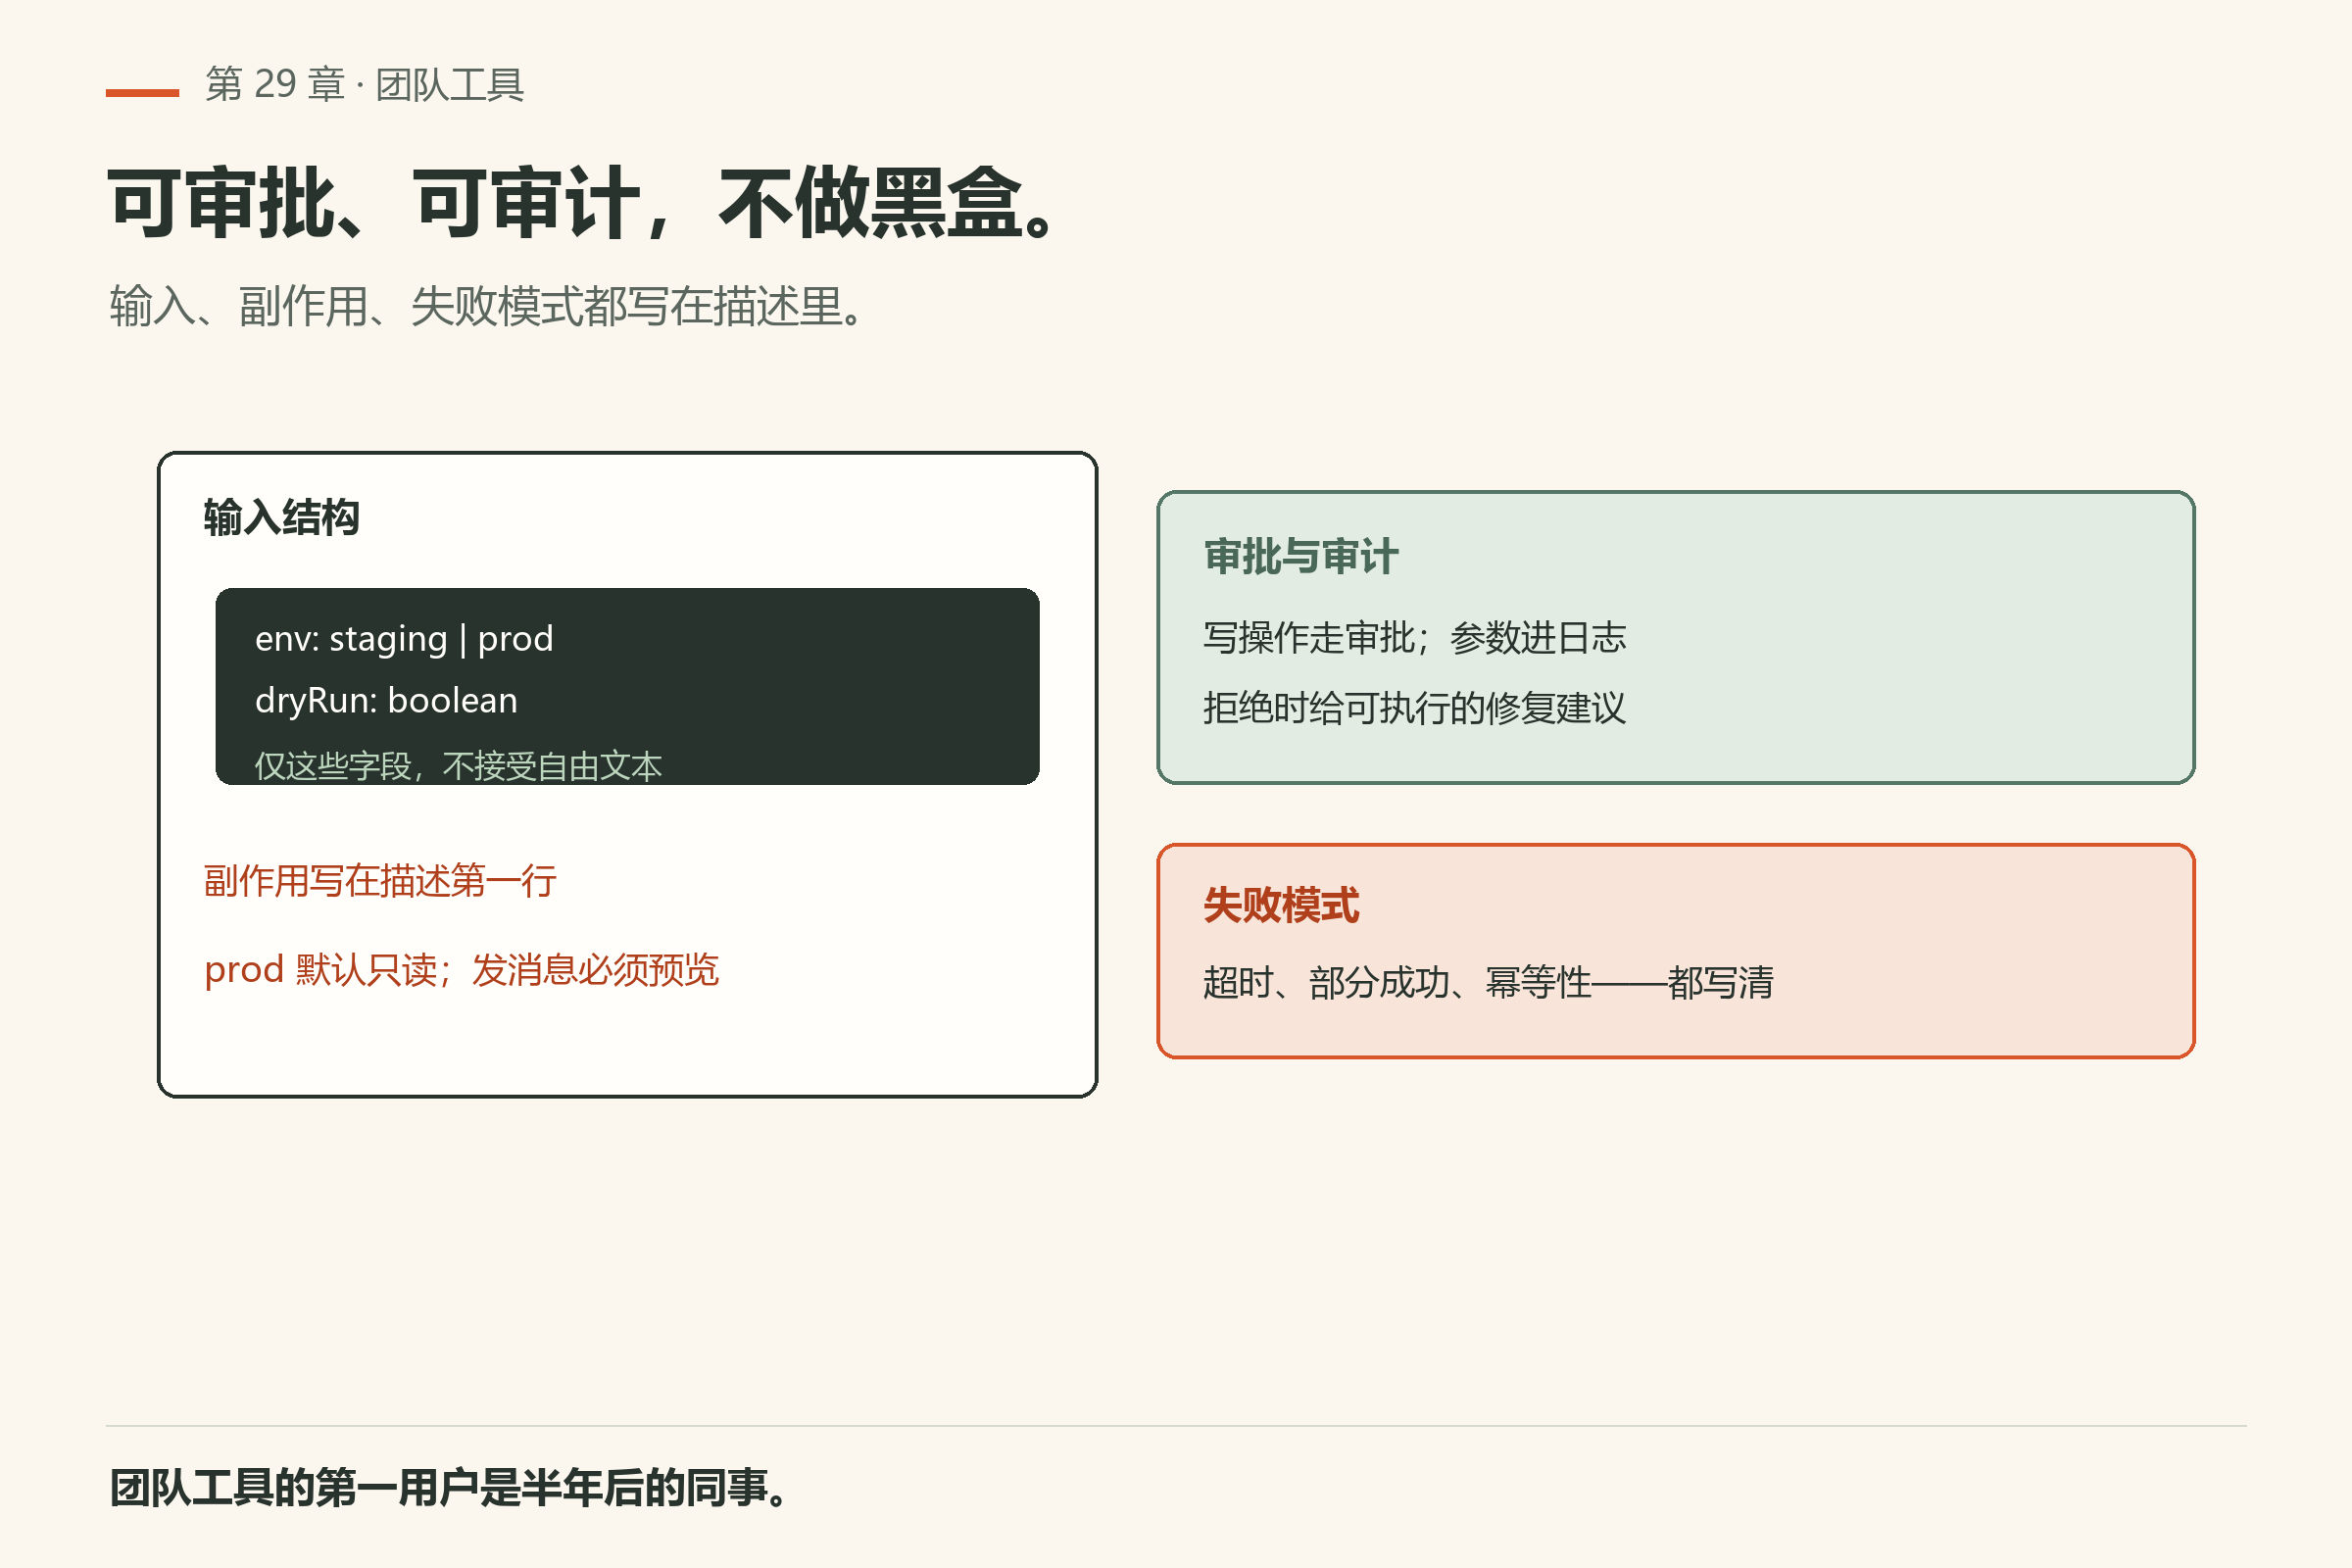 第 29 章 · 团队工具
可审批、可审计，不做黑盒。
输入、副作用、失败模式都写在描述里。
输入结构
env: staging | prod
dryRun: boolean
仅这些字段，不接受自由文本
副作用写在描述第一行
prod 默认只读；发消息必须预览
审批与审计
写操作走审批；参数进日志
拒绝时给可执行的修复建议
失败模式
超时、部分成功、幂等性——都写清
团队工具的第一用户是半年后的同事。